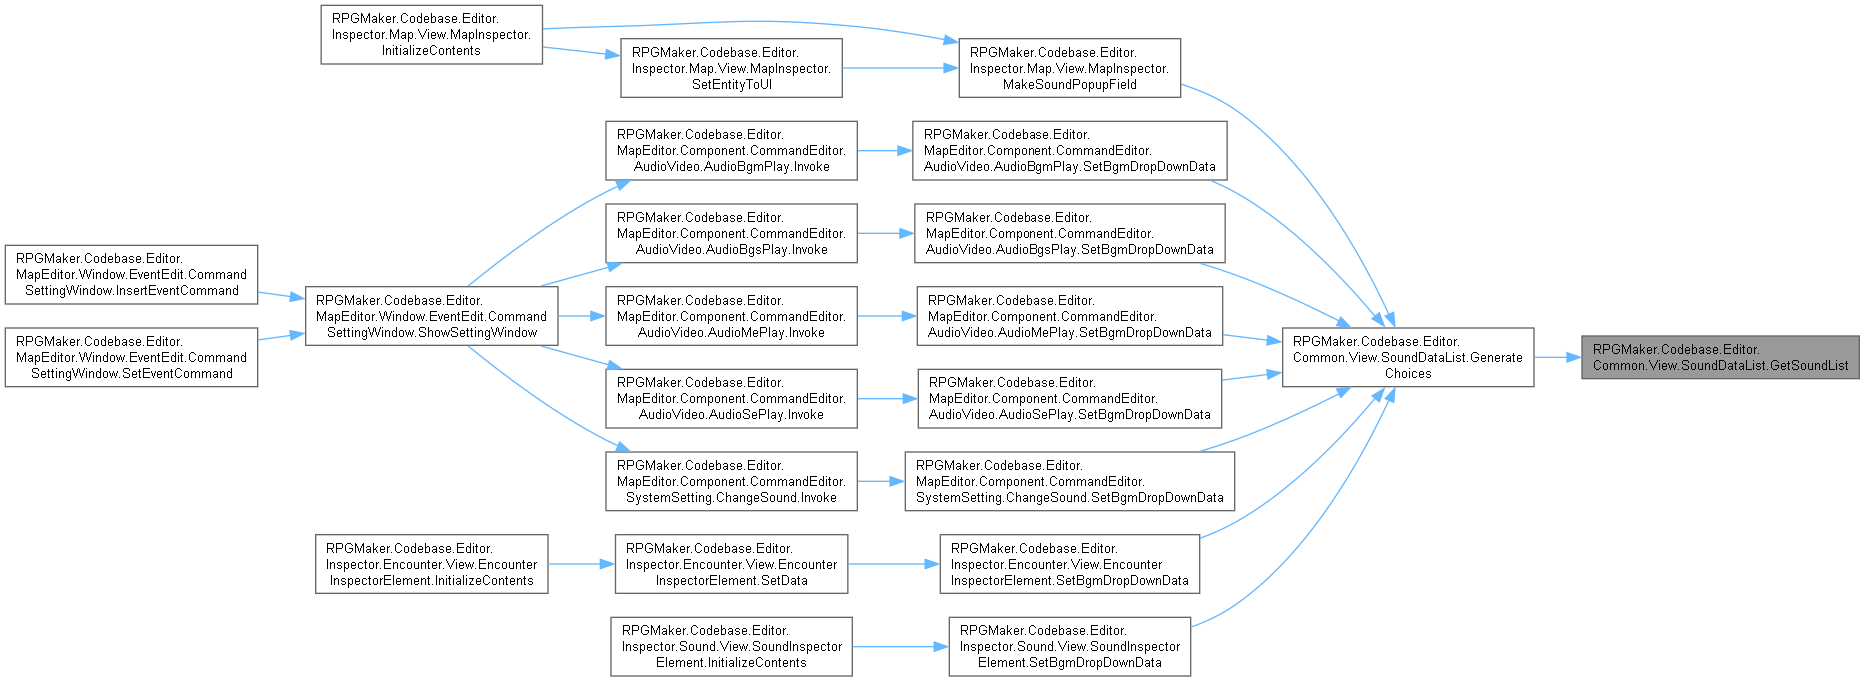 RPGMaker.Codebase.Editor.
Inspector.Map.View.MapInspector.
InitializeContents
RPGMaker.Codebase.Editor.
Inspector.Map.View.MapInspector.
SetEntityToUI
RPGMaker.Codebase.Editor.
Inspector.Map.View.MapInspector.
MakeSoundPopupField
RPGMaker.Codebase.Editor.
MapEditor.Component.CommandEditor.
AudioVideo.AudioBgmPlay.Invoke
RPGMaker.Codebase.Editor.
MapEditor.Component.CommandEditor.
AudioVideo.AudioBgmPlay.SetBgmDropDownData
RPGMaker.Codebase.Editor.
MapEditor.Component.CommandEditor.
AudioVideo.AudioBgsPlay.Invoke
RPGMaker.Codebase.Editor.
MapEditor.Component.CommandEditor.
AudioVideo.AudioBgsPlay.SetBgmDropDownData
RPGMaker.Codebase.Editor.
MapEditor.Window.EventEdit.Command
SettingWindow.InsertEventCommand
RPGMaker.Codebase.Editor.
MapEditor.Window.EventEdit.Command
SettingWindow.SetEventCommand
RPGMaker.Codebase.Editor.
MapEditor.Window.EventEdit.Command
SettingWindow.ShowSettingWindow
RPGMaker.Codebase.Editor.
MapEditor.Component.CommandEditor.
AudioVideo.AudioMePlay.Invoke
RPGMaker.Codebase.Editor.
MapEditor.Component.CommandEditor.
AudioVideo.AudioMePlay.SetBgmDropDownData
RPGMaker.Codebase.Editor.
Common.View.SoundDataList.Generate
Choices
RPGMaker.Codebase.Editor.
Common.View.SoundDataList.GetSoundList
RPGMaker.Codebase.Editor.
MapEditor.Component.CommandEditor.
AudioVideo.AudioSePlay.Invoke
RPGMaker.Codebase.Editor.
MapEditor.Component.CommandEditor.
AudioVideo.AudioSePlay.SetBgmDropDownData
RPGMaker.Codebase.Editor.
MapEditor.Component.CommandEditor.
SystemSetting.ChangeSound.Invoke
RPGMaker.Codebase.Editor.
MapEditor.Component.CommandEditor.
SystemSetting.ChangeSound.SetBgmDropDownData
RPGMaker.Codebase.Editor.
Inspector.Encounter.View.Encounter
InspectorElement.InitializeContents
RPGMaker.Codebase.Editor.
Inspector.Encounter.View.Encounter
InspectorElement.SetData
RPGMaker.Codebase.Editor.
Inspector.Encounter.View.Encounter
InspectorElement.SetBgmDropDownData
RPGMaker.Codebase.Editor.
Inspector.Sound.View.SoundInspector
Element.InitializeContents
RPGMaker.Codebase.Editor.
Inspector.Sound.View.SoundInspector
Element.SetBgmDropDownData